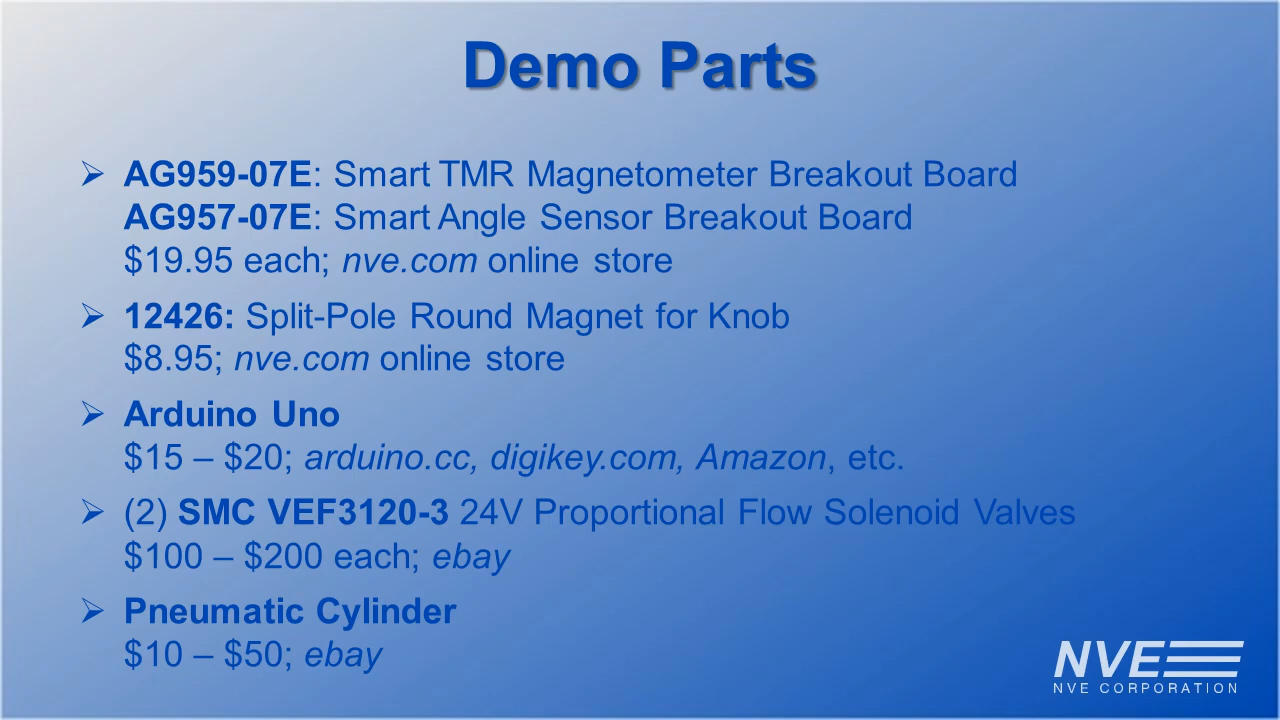 Demo Parts
➢ AG959-07E: Smart TMR Magnetometer Breakout Board
AG957-07E: Smart Angle Sensor Breakout Board
$19.95 each; nve.com online store
➢ 12426: Split-Pole Round Magnet for Knob
$8.95; nve.com online store
➢ Arduino Uno
$15 – $20; arduino.cc, digikey.com, Amazon, etc.
➢ (2) SMC VEF3120-3 24V Proportional Flow Solenoid Valves
$100 – $200 each; ebay
➢ Pneumatic Cylinder
$10 – $50; ebay
NVE
NVE CORPORATION